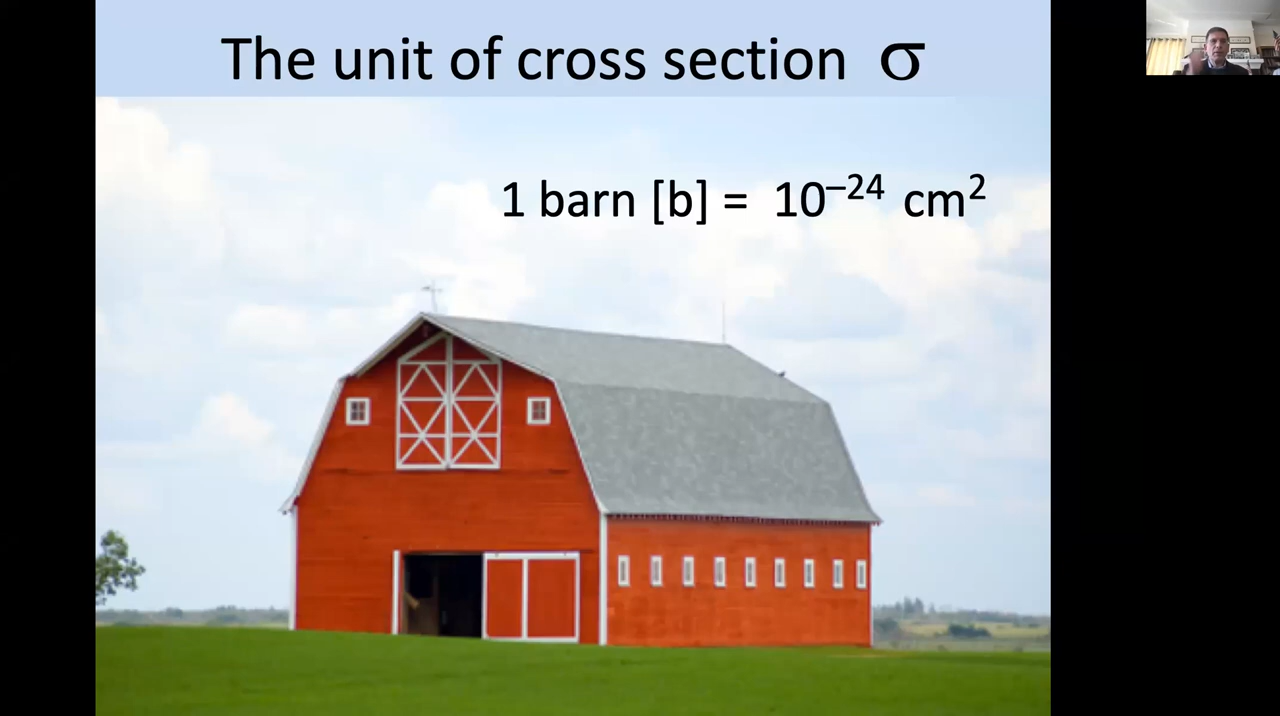 The unit of cross section σ
1 barn [b] = 10⁻²⁴ cm²